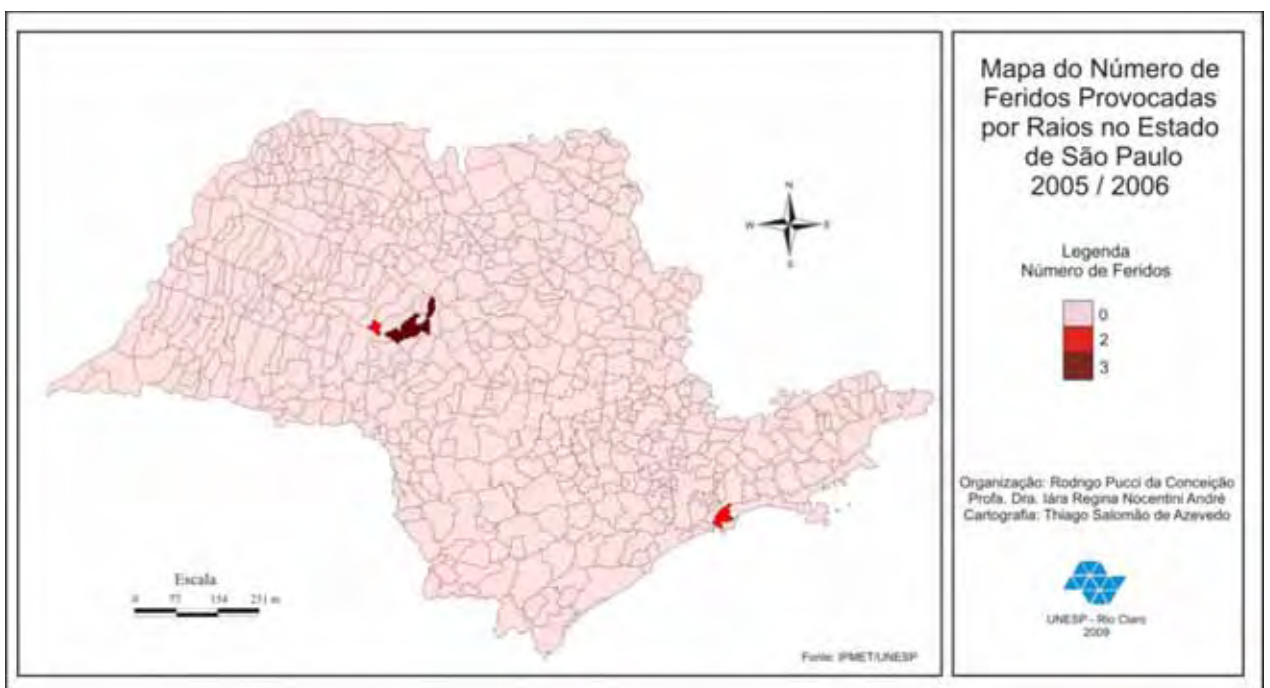 Mapa do Número de
Feridos Provocadas
por Raios no Estado
de São Paulo
2005 / 2006
N
W
E
S
Legenda
Número de Feridos
0
2
3
Organização: Rodrigo Pucci da Conceição
Profa. Dra. Iára Regina Nocentini André
Cartografia: Thiago Salomão de Azevedo
Escala
0 77 154 231 m
UNESP - Rio Claro
2009
Fonte: IPMET/UNESP